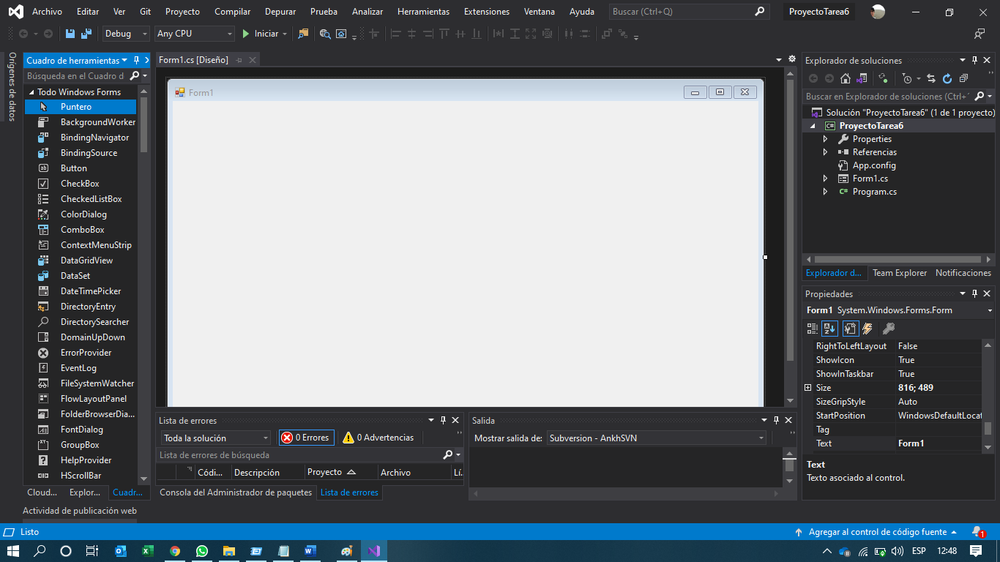 Archivo Editar Ver Git Proyecto Compilar Depurar Prueba Analizar Herramientas Extensiones Ventana Ayuda Buscar (Ctrl+Q) ProyectoTarea6
Debug Any CPU Iniciar
Orígenes de datos
Cuadro de herramientas
Búsqueda en el Cuadro d
Todo Windows Forms
Puntero
BackgroundWorker
BindingNavigator
BindingSource
Button
CheckBox
CheckedListBox
ColorDialog
ComboBox
ContextMenuStrip
DataGridView
DataSet
DateTimePicker
DirectoryEntry
DirectorySearcher
DomainUpDown
ErrorProvider
EventLog
FileSystemWatcher
FlowLayoutPanel
FolderBrowserDia...
FontDialog
GroupBox
HelpProvider
HScrollBar
Cloud... Explor... Cuadr...
Form1.cs [Diseño]
Form1
Lista de errores
Toda la solución 0 Errores 0 Advertencias
Lista de errores de búsqueda
Códi... Descripción Proyecto Archivo Lí.
Consola del Administrador de paquetes Lista de errores
Salida
Mostrar salida de: Subversion - AnkhSVN
Explorador de soluciones
Buscar en Explorador de soluciones (Ctrl+
Solución "ProyectoTarea6" (1 de 1 proyecto)
ProyectoTarea6
Properties
Referencias
App.config
Form1.cs
Program.cs
Explorador d... Team Explorer Notificaciones
Propiedades
Form1 System.Windows.Forms.Form
RightToLeftLayout False
ShowIcon True
ShowInTaskbar True
Size 816; 489
SizeGripStyle Auto
StartPosition WindowsDefaultLocat
Tag
Text Form1
Text
Texto asociado al control.
Actividad de publicación web
Listo Agregar al control de código fuente 1
ESP 12:48